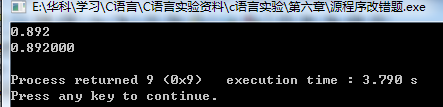 E:\华科\学习\C语言\C语言实验资料\c语言实验\第六章\源程序改错题.exe
0.892
0.892000
Process returned 9 (0x9)   execution time : 3.790 s
Press any key to continue.